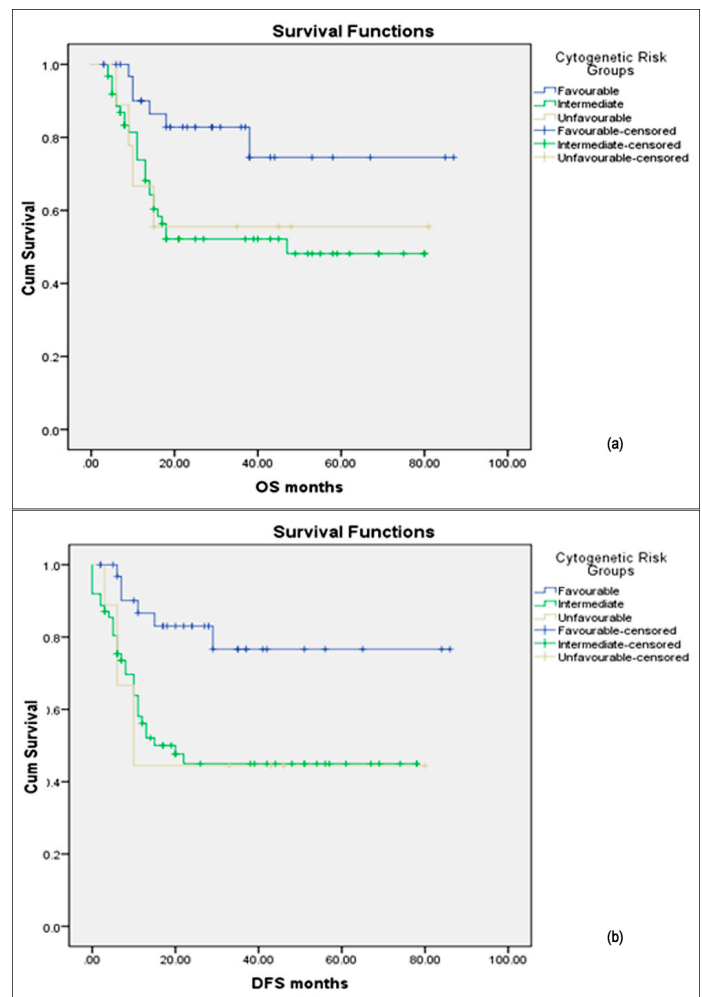 Survival Functions
Cytogenetic Risk
Groups
Favourable
Intermediate
Unfavourable
Favourable-censored
Intermediate-censored
Unfavourable-censored
1.0
0.8
0.6
0.4
0.2
0.0
Cum Survival
.00 20.00 40.00 60.00 80.00 100.00
OS months
(a)
Survival Functions
Cytogenetic Risk
Groups
Favourable
Intermediate
Unfavourable
Favourable-censored
Intermediate-censored
Unfavourable-censored
1.0
0.8
0.6
0.4
0.2
0.0
Cum Survival
.00 20.00 40.00 60.00 80.00 100.00
DFS months
(b)